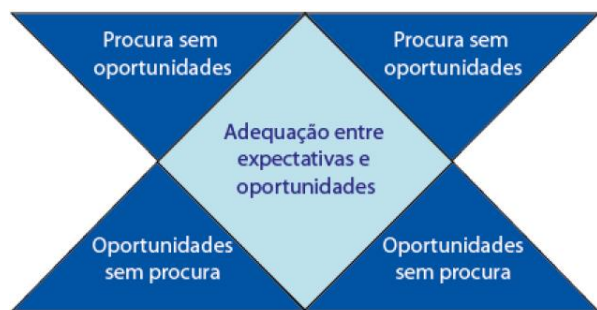 Procura sem
oportunidades
Procura sem
oportunidades
Adequação entre
expectativas e
oportunidades
Oportunidades
sem procura
Oportunidades
sem procura